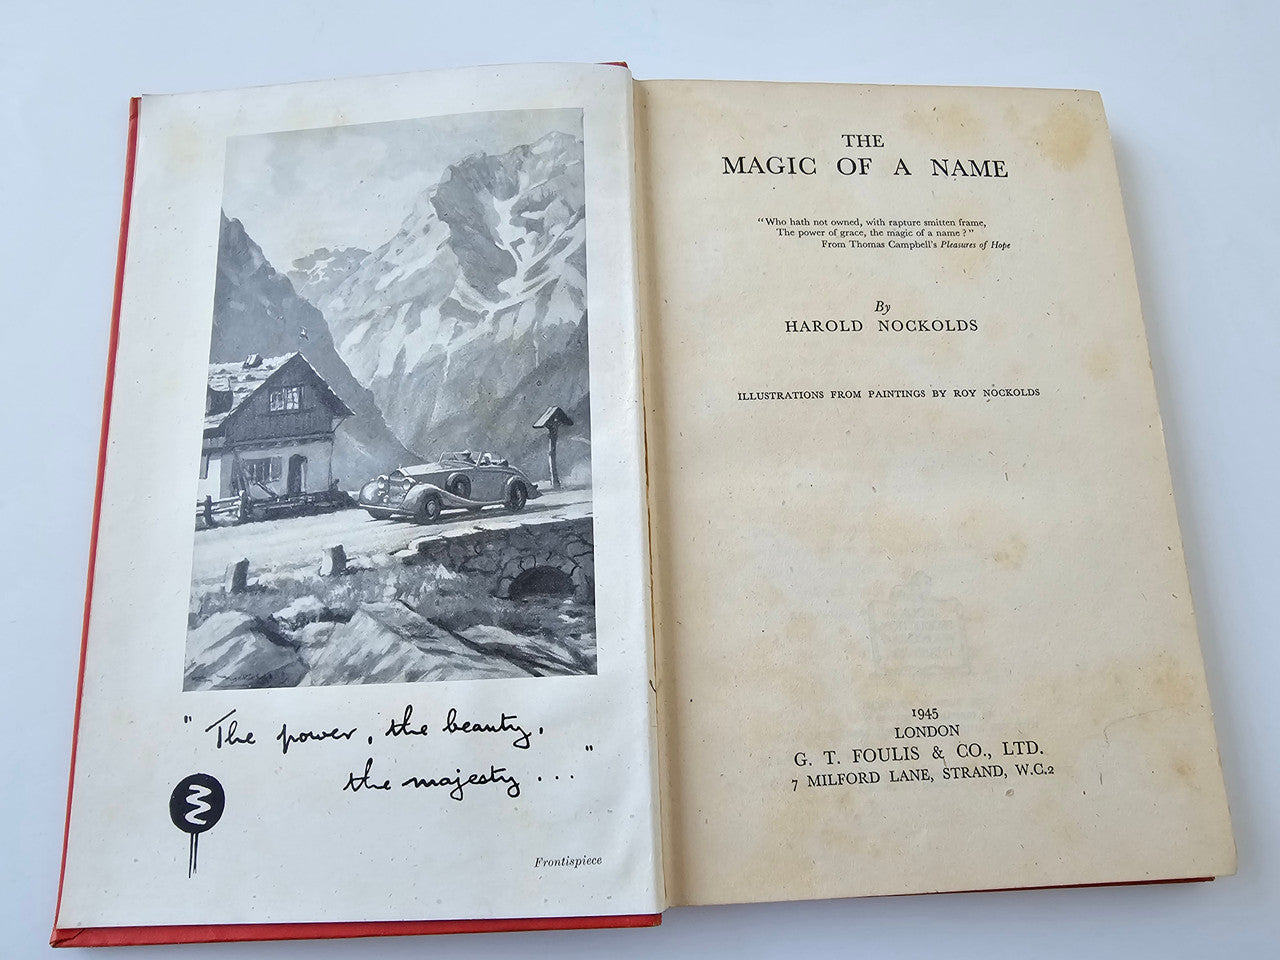 "The power, the beauty,
the majesty..."
Frontispiece
THE
MAGIC OF A NAME
"Who hath not owned, with rapture smitten frame,
The power of grace, the magic of a name?"
From Thomas Campbell's Pleasures of Hope
By
HAROLD NOCKOLDS
ILLUSTRATIONS FROM PAINTINGS BY ROY NOCKOLDS
1945
LONDON
G. T. FOULIS & CO., LTD.
7 MILFORD LANE, STRAND, W.C.2